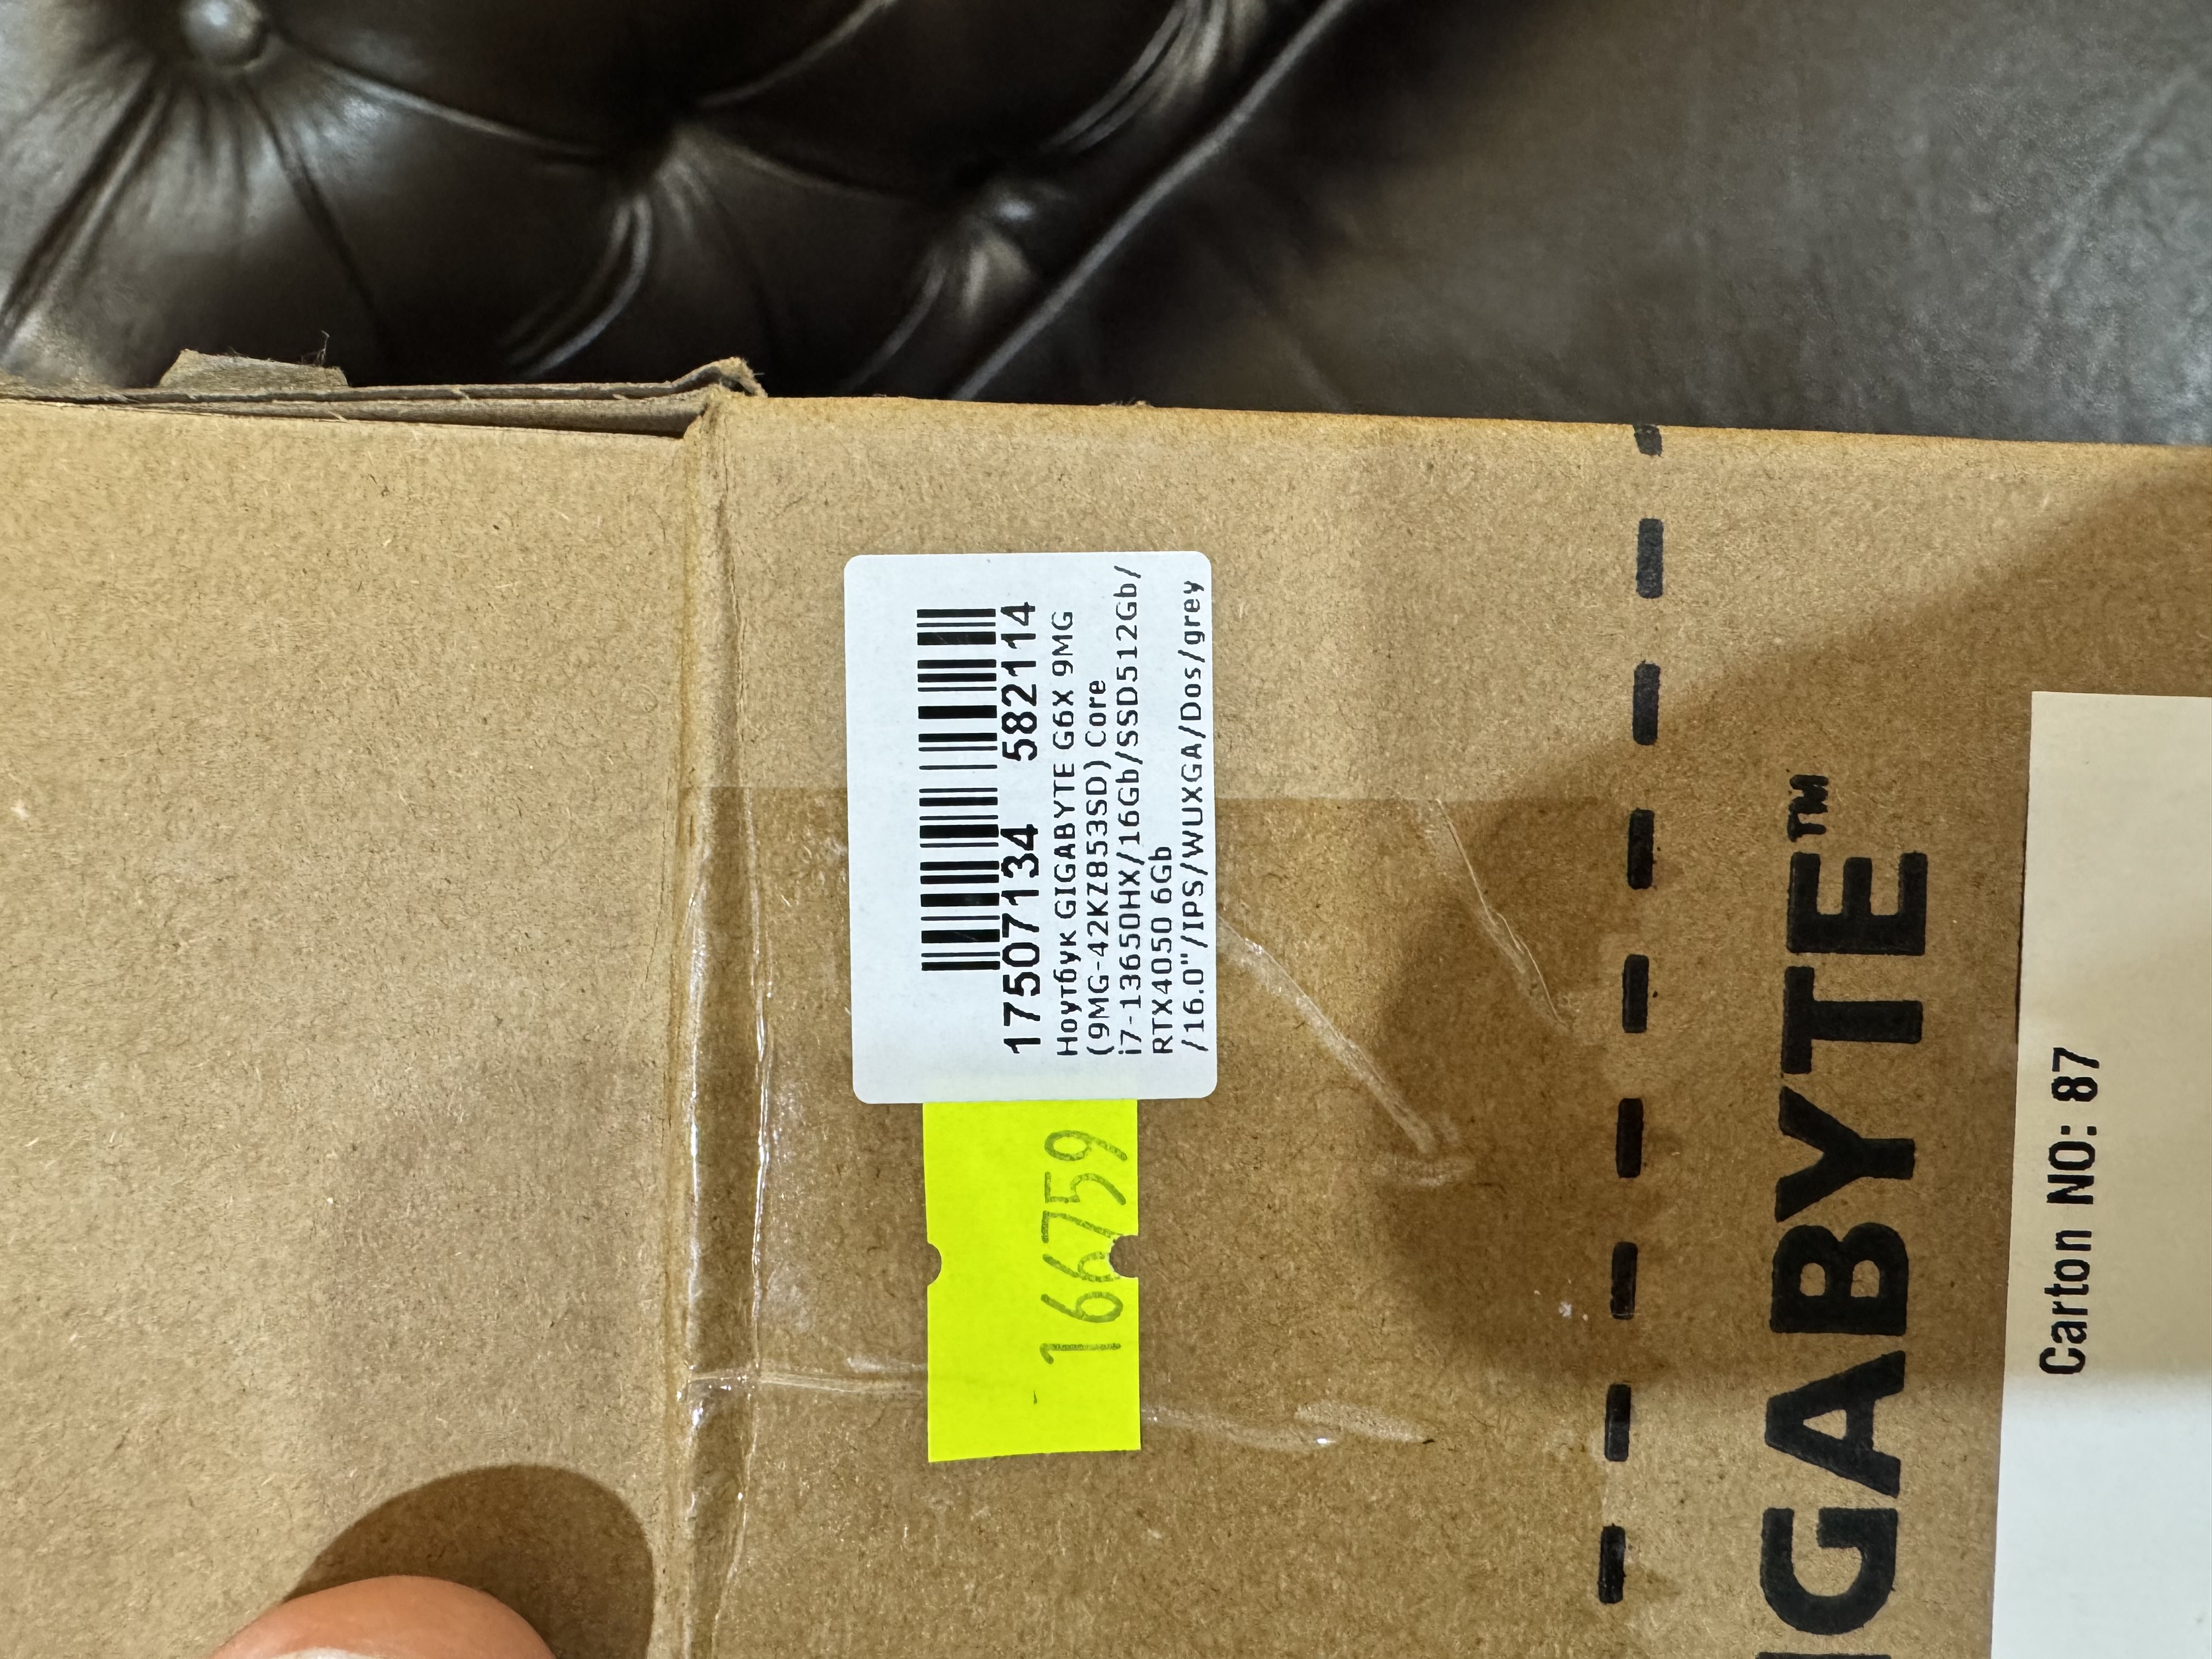 17507134 582114
Ноутбук GIGABYTE G6X 9MG
(9MG-42KZ853SD) Core
i7-13650HX/16Gb/SSD512Gb/
RTX4050 6Gb
/16.0"/IPS/WUXGA/Dos/grey
166759
IGABYTE™
Carton NO: 87